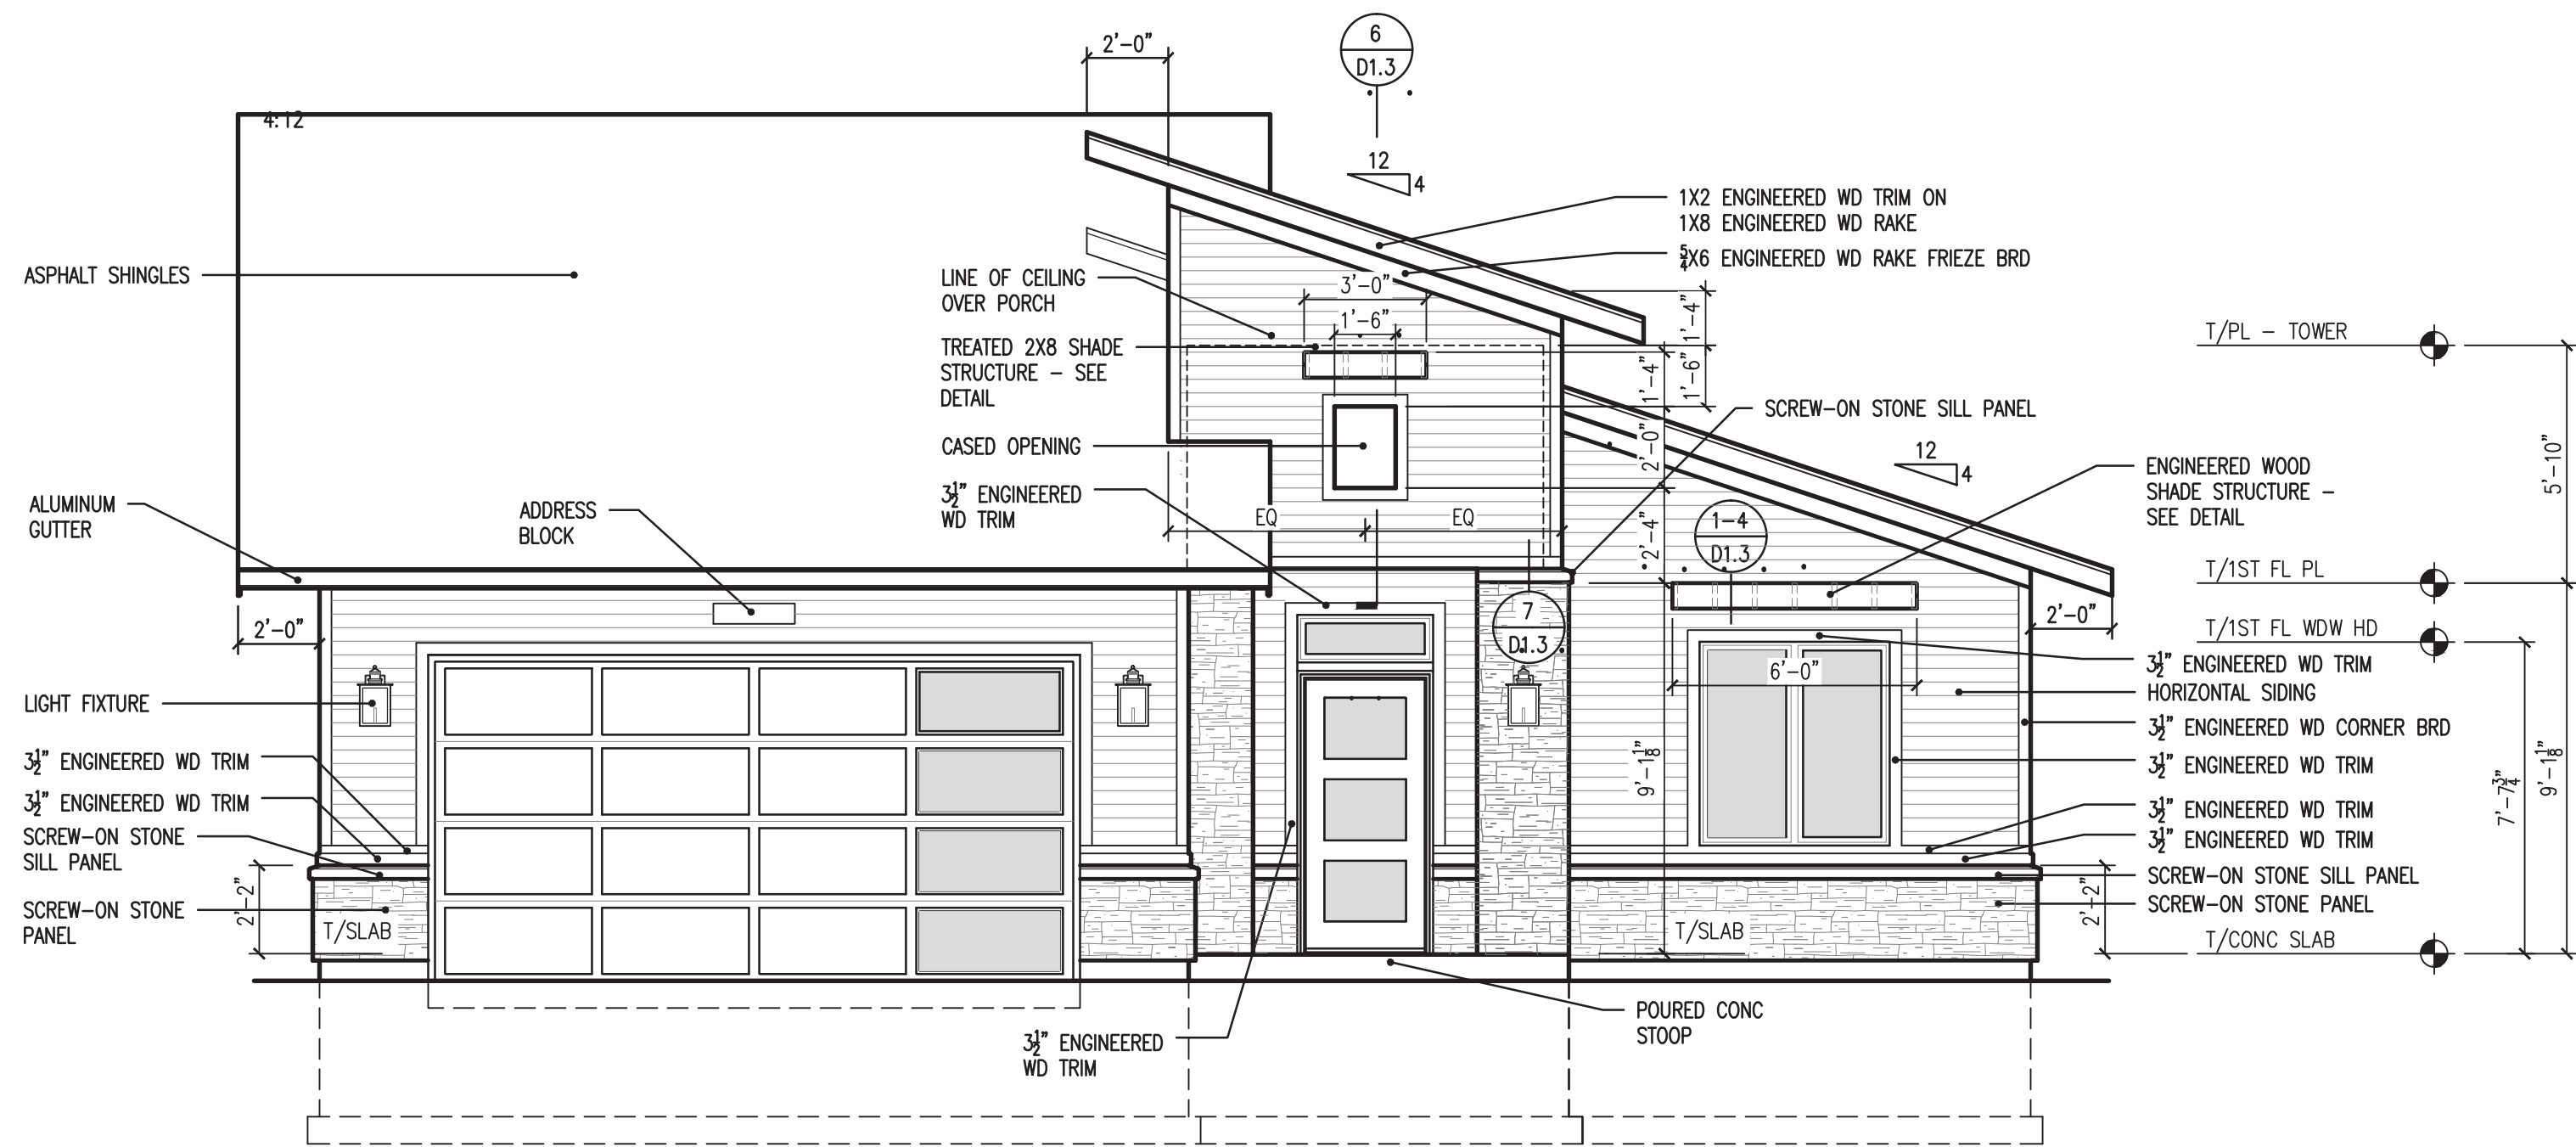 6
D1.3
2'-0"
4:12
12
4
1X2 ENGINEERED WD TRIM ON
1X8 ENGINEERED WD RAKE
5/4X6 ENGINEERED WD RAKE FRIEZE BRD
ASPHALT SHINGLES
LINE OF CEILING
OVER PORCH
3'-0"
1'-6"
1'-4"
T/PL - TOWER
TREATED 2X8 SHADE
STRUCTURE - SEE
DETAIL
1'-4"
1'-6"
SCREW-ON STONE SILL PANEL
CASED OPENING
2'-0"
12
4
5'-10"
ENGINEERED WOOD
SHADE STRUCTURE -
SEE DETAIL
3 1/2" ENGINEERED
WD TRIM
ALUMINUM
GUTTER
ADDRESS
BLOCK
EQ
EQ
2'-4"
1-4
D1.3
T/1ST FL PL
7
D1.3
2'-0"
2'-0"
T/1ST FL WDW HD
6'-0"
3 1/2" ENGINEERED WD TRIM
HORIZONTAL SIDING
3 1/2" ENGINEERED WD CORNER BRD
3 1/2" ENGINEERED WD TRIM
3 1/2" ENGINEERED WD TRIM
3 1/2" ENGINEERED WD TRIM
SCREW-ON STONE SILL PANEL
SCREW-ON STONE PANEL
LIGHT FIXTURE
3 1/2" ENGINEERED WD TRIM
3 1/2" ENGINEERED WD TRIM
SCREW-ON STONE
SILL PANEL
SCREW-ON STONE
PANEL
9'-1 1/8"
7'-7 3/4"
9'-1 1/8"
2'-2"
2'-2"
T/SLAB
T/SLAB
T/CONC SLAB
3 1/2" ENGINEERED
WD TRIM
POURED CONC
STOOP